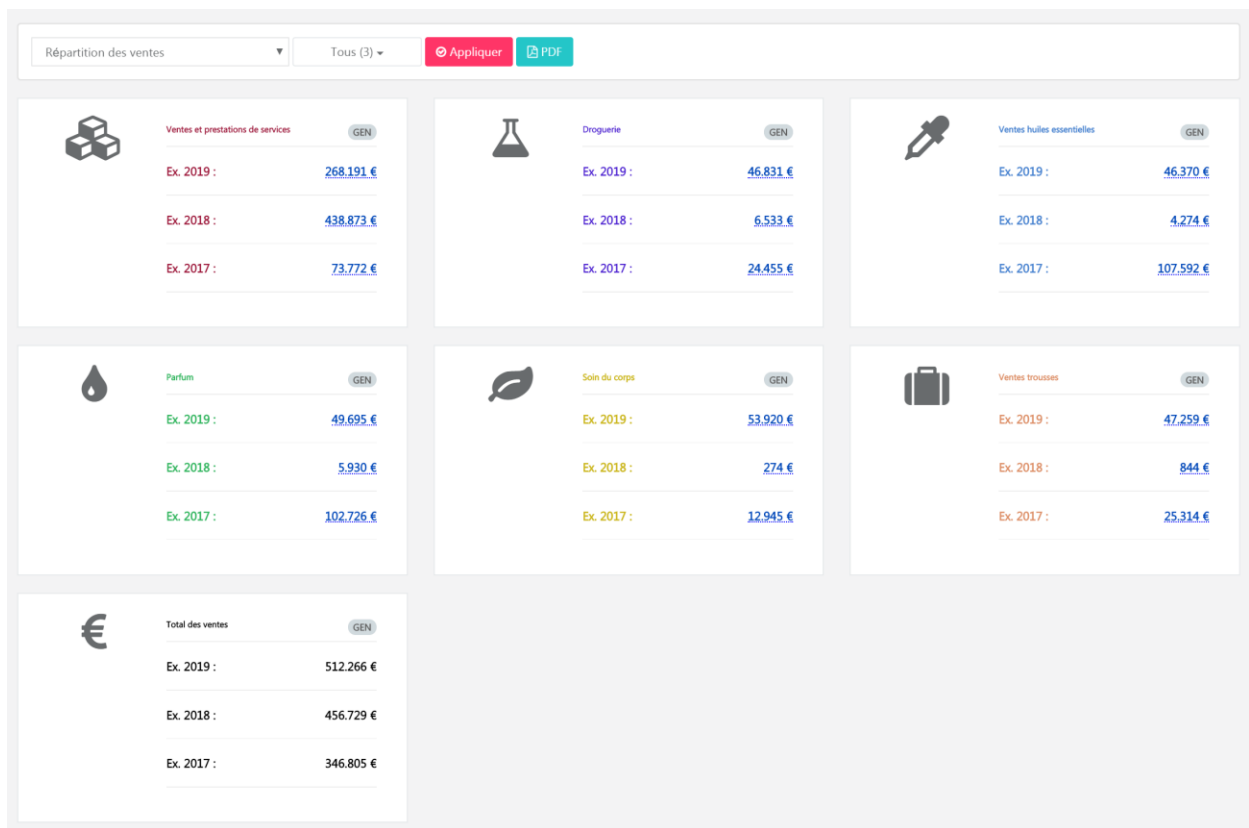 Répartition des ventes ▼ Tous (3) Appliquer PDF
Ventes et prestations de services GEN
Ex. 2019 : 268.191 €
Ex. 2018 : 438.873 €
Ex. 2017 : 73.772 €
Droguerie GEN
Ex. 2019 : 46.831 €
Ex. 2018 : 6.533 €
Ex. 2017 : 24.455 €
Ventes huiles essentielles GEN
Ex. 2019 : 46.370 €
Ex. 2018 : 4.274 €
Ex. 2017 : 107.592 €
Parfum GEN
Ex. 2019 : 49.695 €
Ex. 2018 : 5.930 €
Ex. 2017 : 102.726 €
Soin du corps GEN
Ex. 2019 : 53.920 €
Ex. 2018 : 274 €
Ex. 2017 : 12.945 €
Ventes trousses GEN
Ex. 2019 : 47.259 €
Ex. 2018 : 844 €
Ex. 2017 : 25.314 €
€
Total des ventes GEN
Ex. 2019 : 512.266 €
Ex. 2018 : 456.729 €
Ex. 2017 : 346.805 €